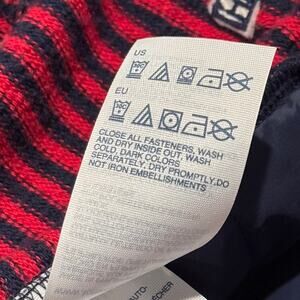 US
EU
CLOSE ALL FASTENERS, WASH
AND DRY INSIDE OUT, WASH
COLD, DARK COLORS
SEPARATELY, DRY PROMPTLY.DO
NOT IRON EMBELLISHMENTS